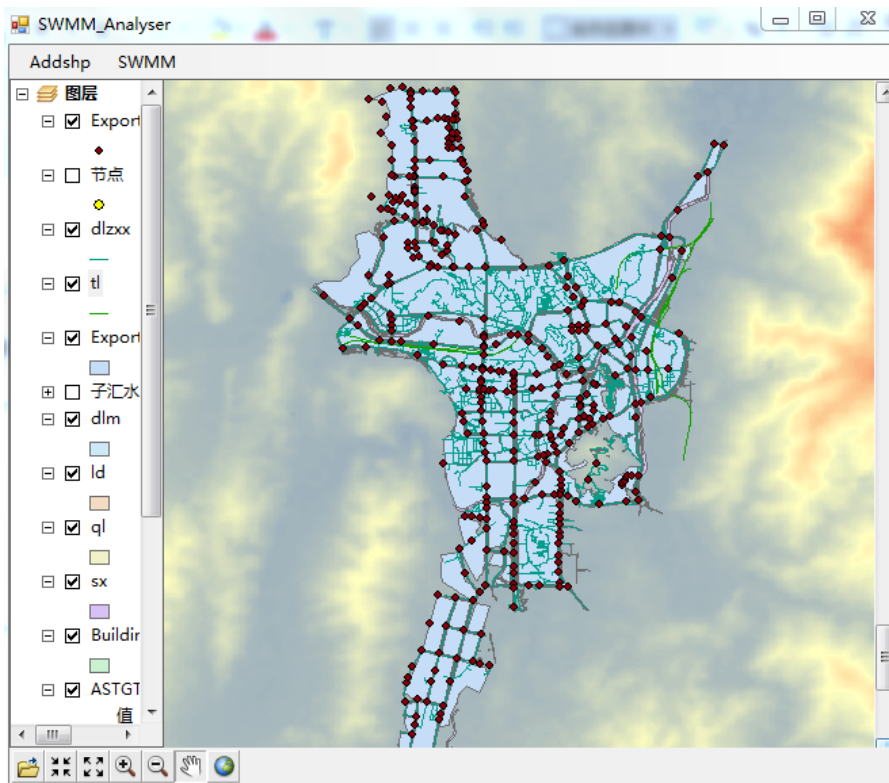 SWMM_Analyser
Addshp SWMM
图层
Export
节点
dlzxx
tl
Export
子汇水
dlm
ld
ql
sx
Buildin
ASTGT
值